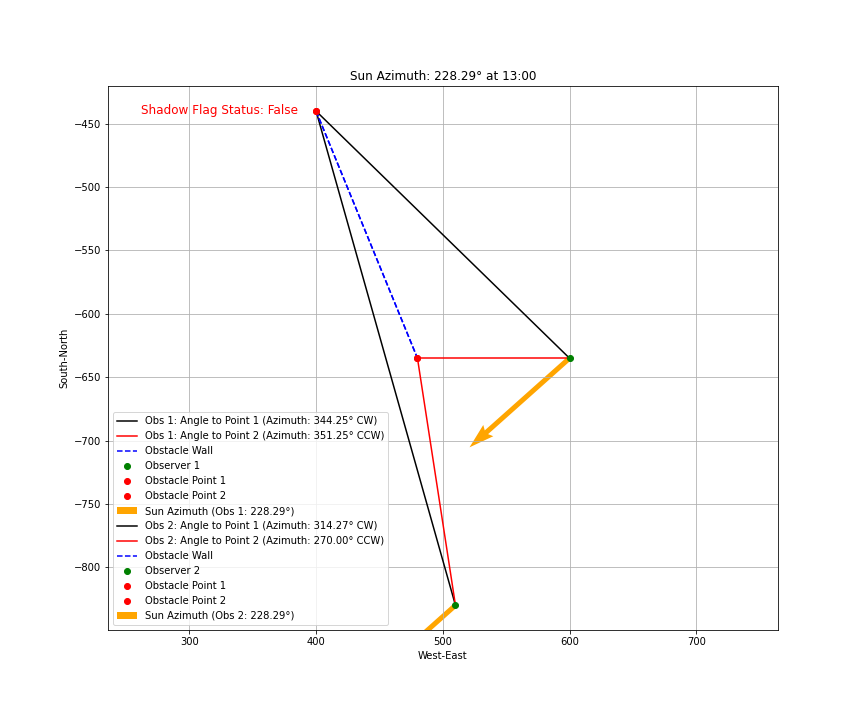 Sun Azimuth: 228.29° at 13:00
Shadow Flag Status: False
−450
−500
−550
−600
−650
−700
−750
−800
South-North
Obs 1: Angle to Point 1 (Azimuth: 344.25° CW)
Obs 1: Angle to Point 2 (Azimuth: 351.25° CCW)
Obstacle Wall
Observer 1
Obstacle Point 1
Obstacle Point 2
Sun Azimuth (Obs 1: 228.29°)
Obs 2: Angle to Point 1 (Azimuth: 314.27° CW)
Obs 2: Angle to Point 2 (Azimuth: 270.00° CCW)
Obstacle Wall
Observer 2
Obstacle Point 1
Obstacle Point 2
Sun Azimuth (Obs 2: 228.29°)
300
400
500
600
700
West-East